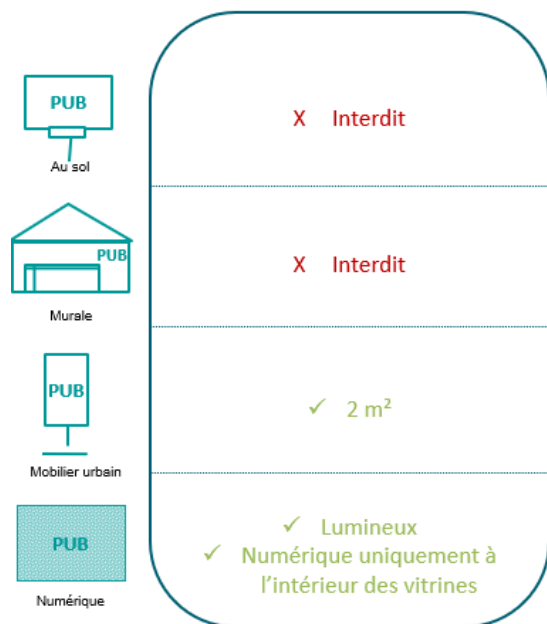 PUB
Au sol
X Interdit
PUB
Murale
X Interdit
PUB
Mobilier urbain
✓ 2 m²
PUB
Numérique
✓ Lumineux
✓ Numérique uniquement à
l’intérieur des vitrines